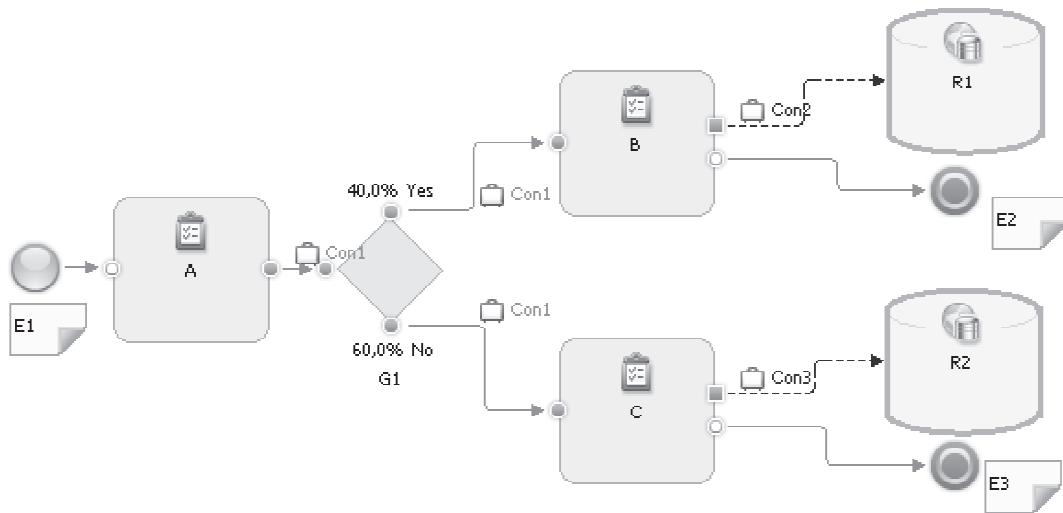 R1
Con2
B
40,0% Yes
Con1
E2
A
Con1
E1
Con1
60,0% No
G1
R2
Con3
C
E3